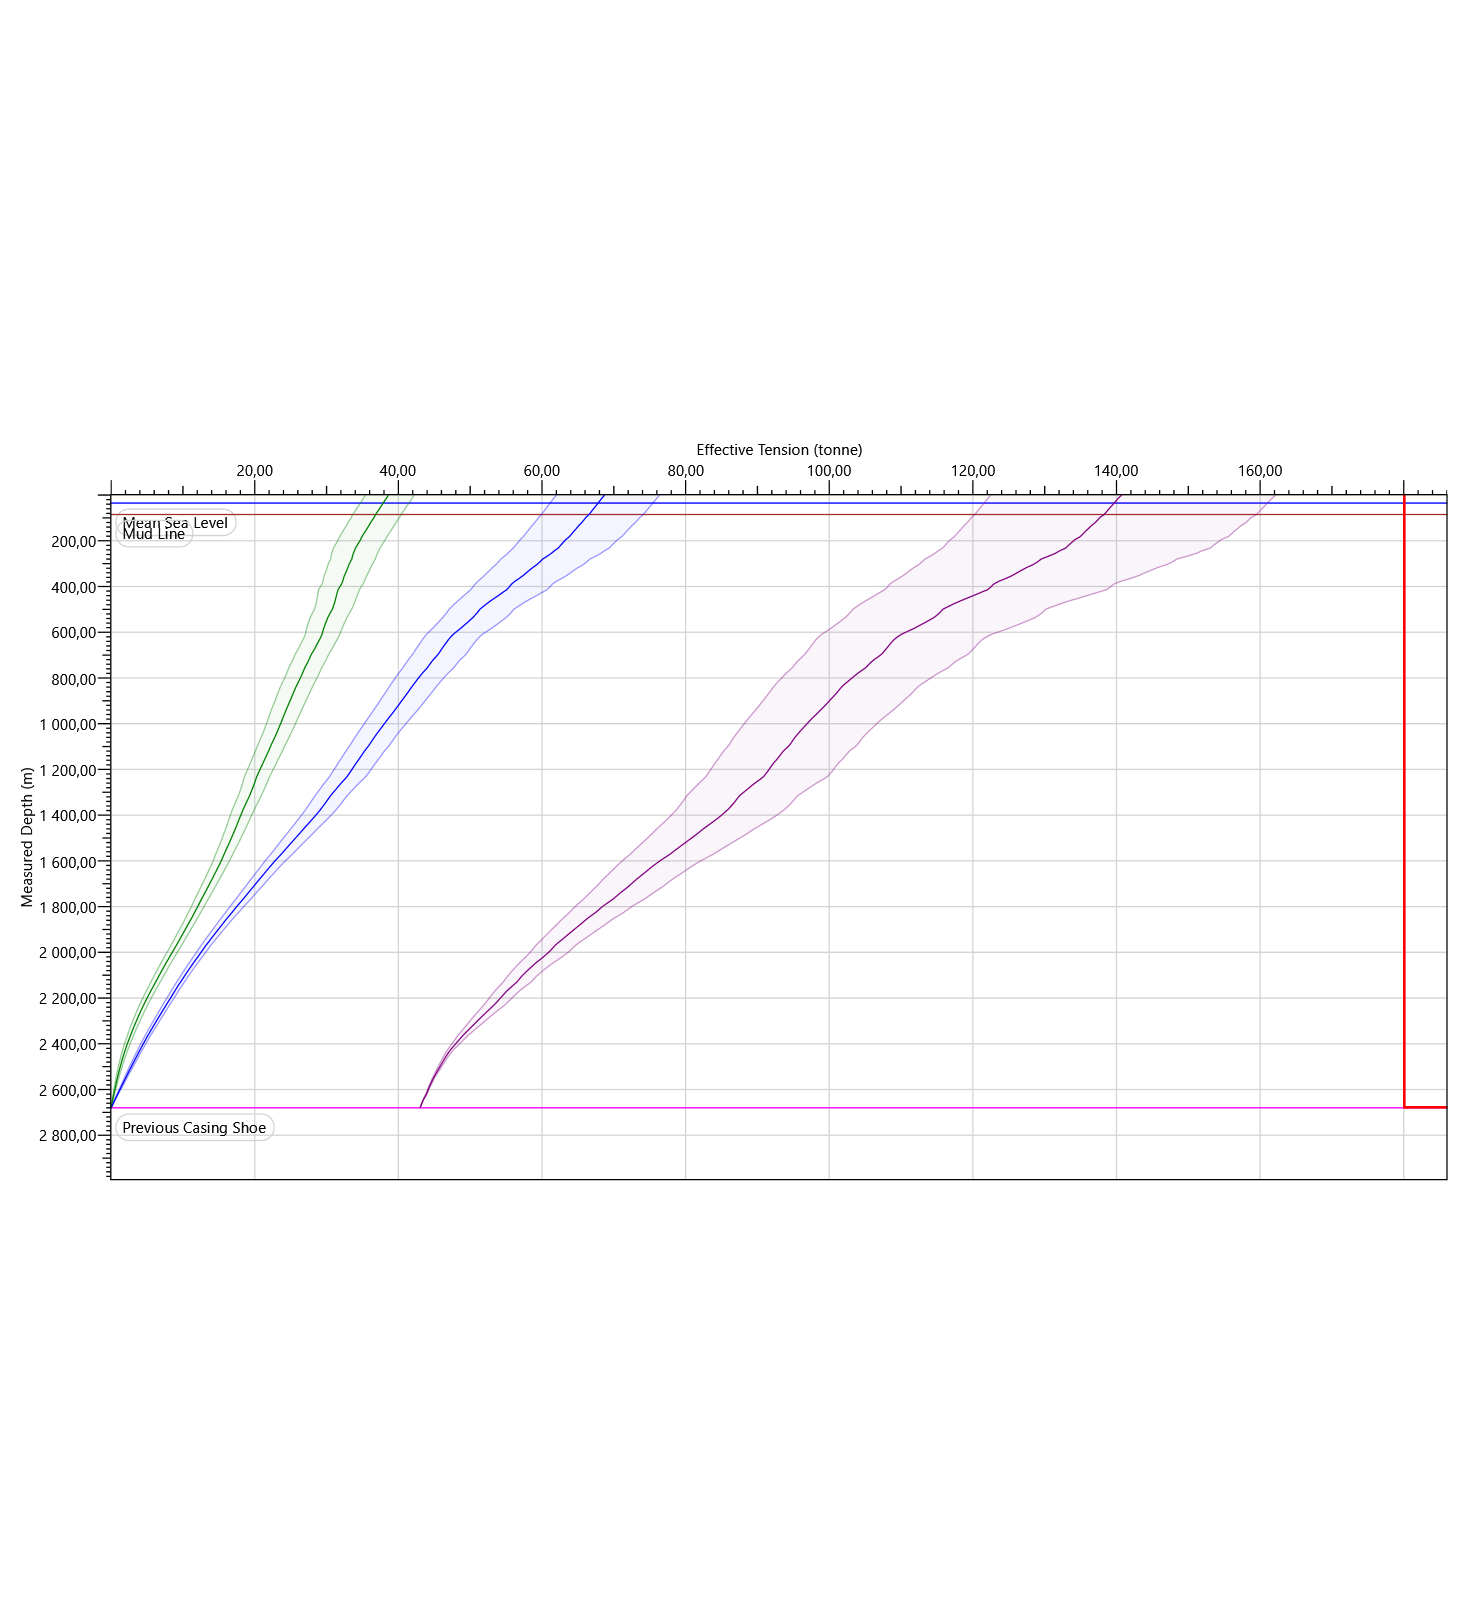 Effective Tension (tonne)
20,00 40,00 60,00 80,00 100,00 120,00 140,00 160,00
Mean Sea Level
Mud Line
200,00
400,00
600,00
800,00
1 000,00
1 200,00
Measured Depth (m)
1 400,00
1 600,00
1 800,00
2 000,00
2 200,00
2 400,00
2 600,00
Previous Casing Shoe
2 800,00